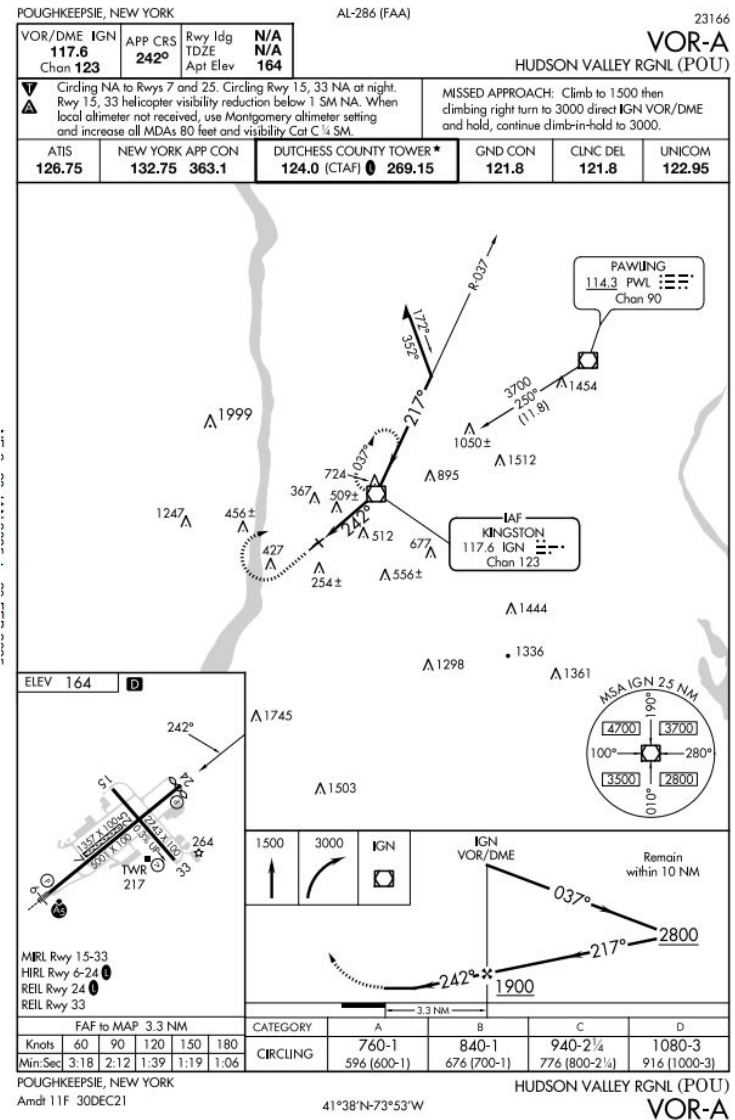 POUGHKEEPSIE, NEW YORK
AL-286 (FAA)
23166
VOR/DME IGN
117.6
Chan 123
APP CRS
242°
Rwy ldg N/A
TDZE N/A
Apt Elev 164
VOR-A
HUDSON VALLEY RGNL (POU)
T
A
Circling NA to Rwys 7 and 25. Circling Rwy 15, 33 NA at night.
Rwy 15, 33 helicopter visibility reduction below 1 SM NA. When
local altimeter not received, use Montgomery altimeter setting
and increase all MDAs 80 feet and visibility Cat C ¼ SM.
MISSED APPROACH: Climb to 1500 then
climbing right turn to 3000 direct IGN VOR/DME
and hold, continue climb-in-hold to 3000.
ATIS
126.75
NEW YORK APP CON
132.75 363.1
DUTCHESS COUNTY TOWER★
124.0 (CTAF) L 269.15
GND CON
121.8
CLNC DEL
121.8
UNICOM
122.95
R-037
PAWLING
114.3 PWL
Chan 90
172°
352°
3700
250°
(11.8)
1454
217°
1999
1050±
1512
037°
724
895
367
509±
1247
456±
242°
512
677
427
254±
556±
IAF
KINGSTON
117.6 IGN
Chan 123
1444
1298
1336
1361
MSA IGN 25 NM
190°
4700
3700
100°
280°
3500
2800
010°
ELEV 164
D
1745
242°
1503
15
24
P
1357 X 100
5001 X 100
2743 X 100
0.3% UP
264
TWR
217
33
6
P
A5
MIRL Rwy 15-33
HIRL Rwy 6-24 L
REIL Rwy 24 L
REIL Rwy 33
1500
3000
IGN
IGN
VOR/DME
Remain
within 10 NM
037°
2800
217°
242°
1900
3.3 NM
FAF to MAP 3.3 NM
Knots 60 90 120 150 180
Min:Sec 3:18 2:12 1:39 1:19 1:06
CATEGORY A B C D
CIRCLING
760-1
596 (600-1)
840-1
676 (700-1)
940-2¼
776 (800-2¼)
1080-3
916 (1000-3)
POUGHKEEPSIE, NEW YORK
Amdt 11F 30DEC21
41°38'N-73°53'W
HUDSON VALLEY RGNL (POU)
VOR-A